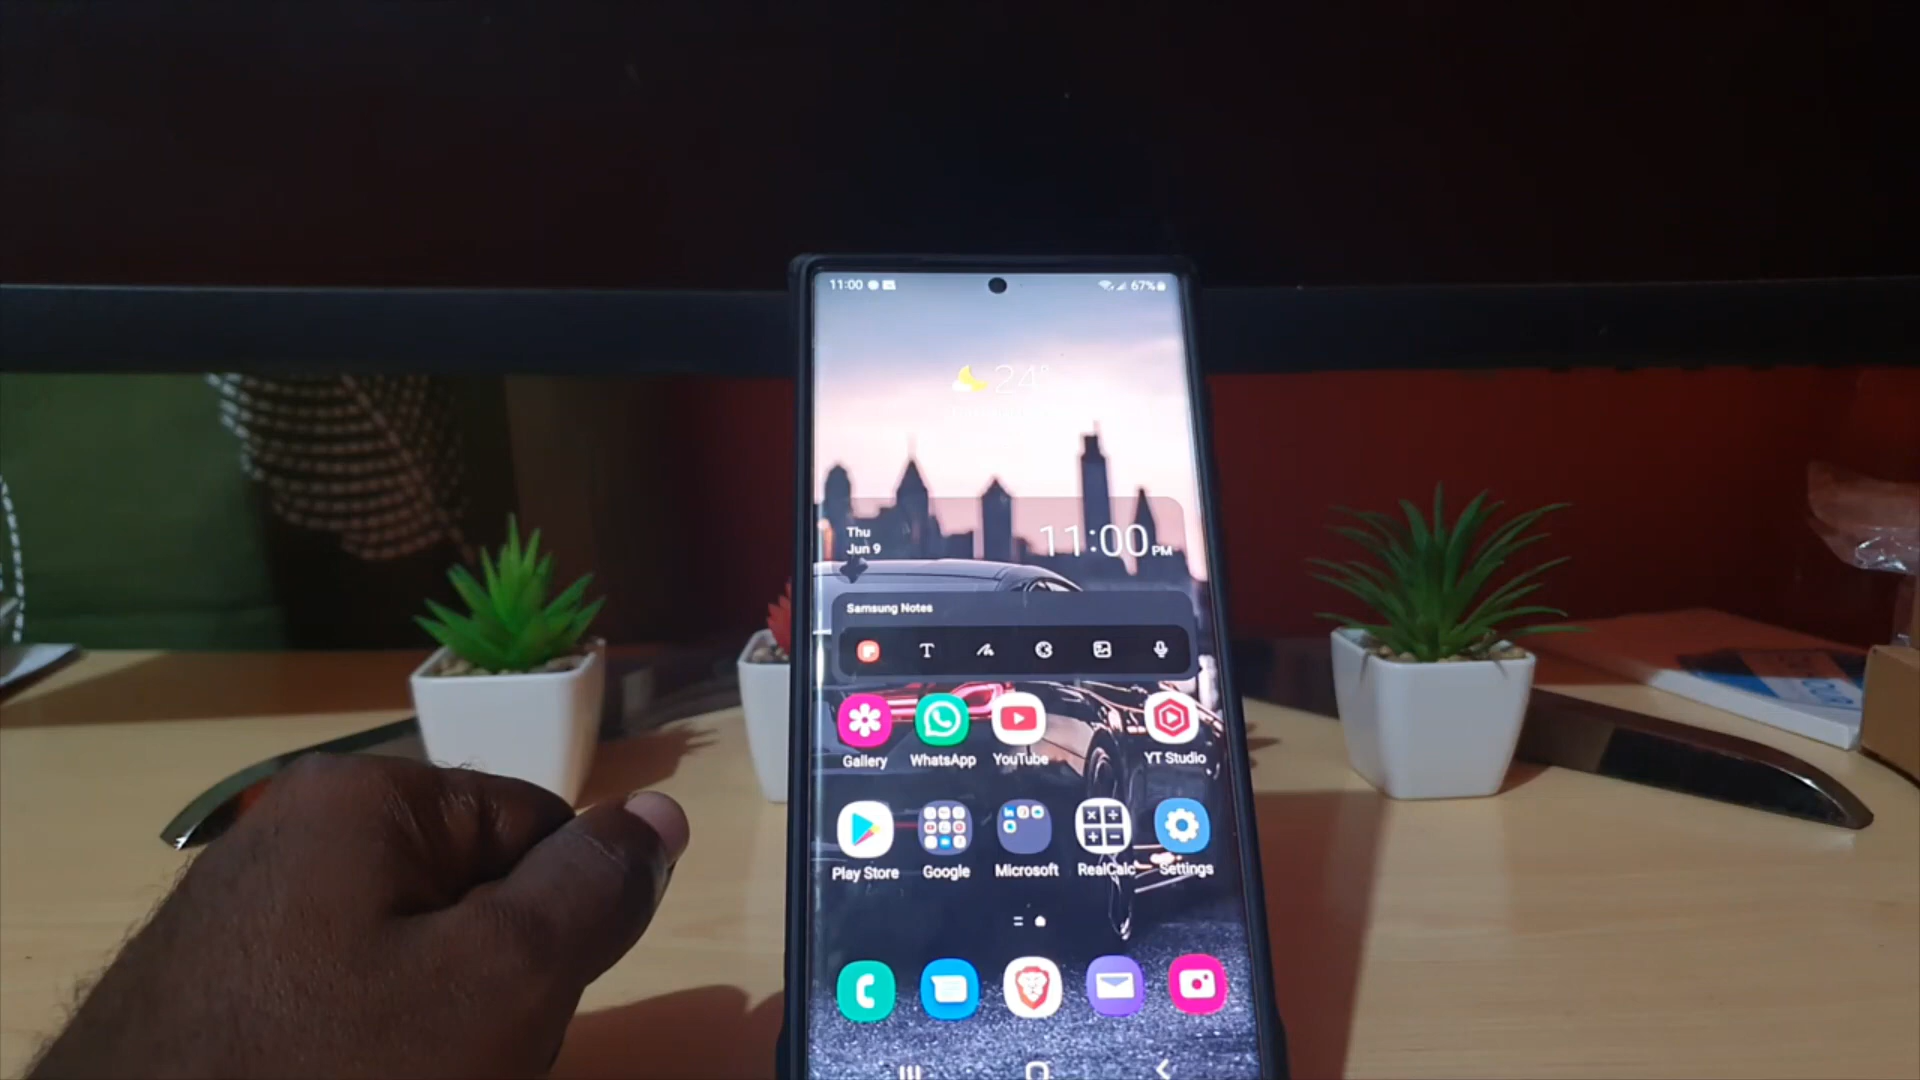 11:00 67%
24°
Thu
Jun 9
11:00 PM
Samsung Notes
T
Gallery WhatsApp YouTube YT Studio
Play Store Google Microsoft RealCalc Settings